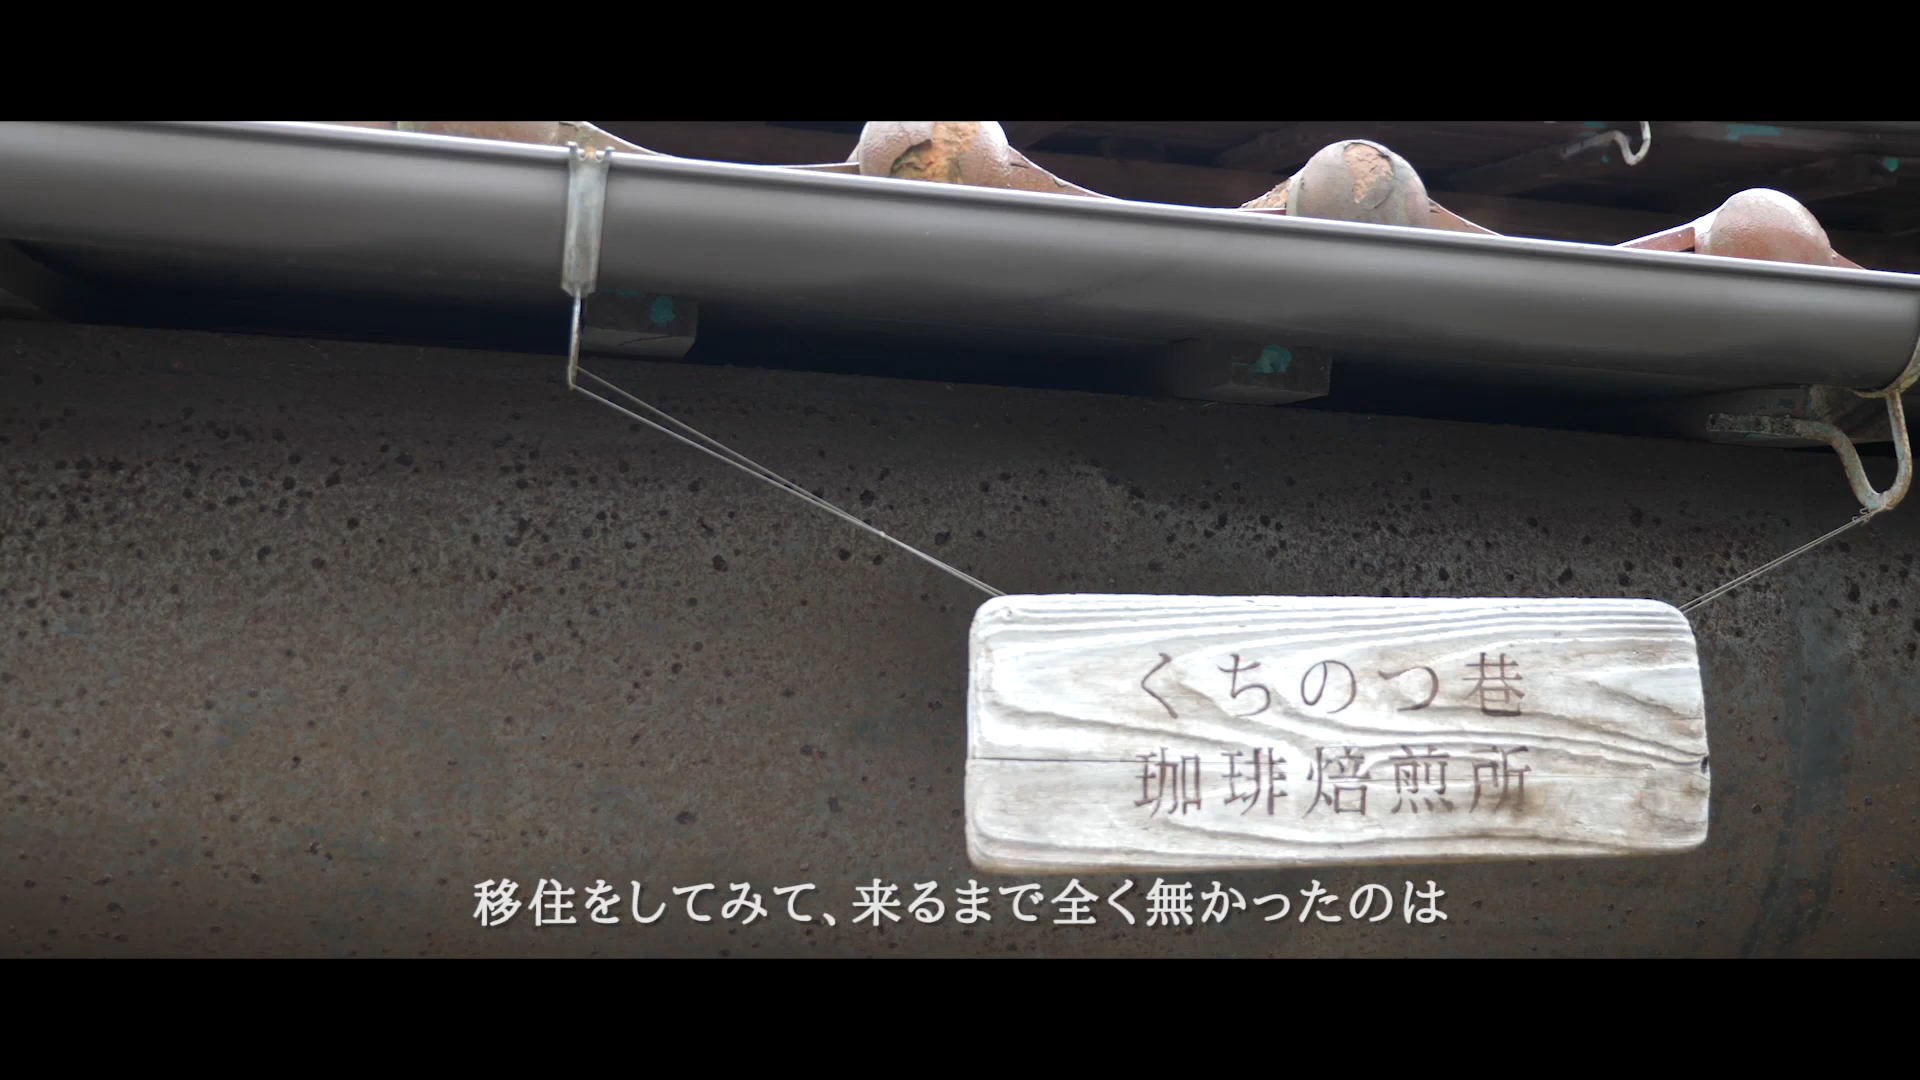 くちのつ巷
珈琲焙煎所
移住をしてみて、来るまで全く無かったのは